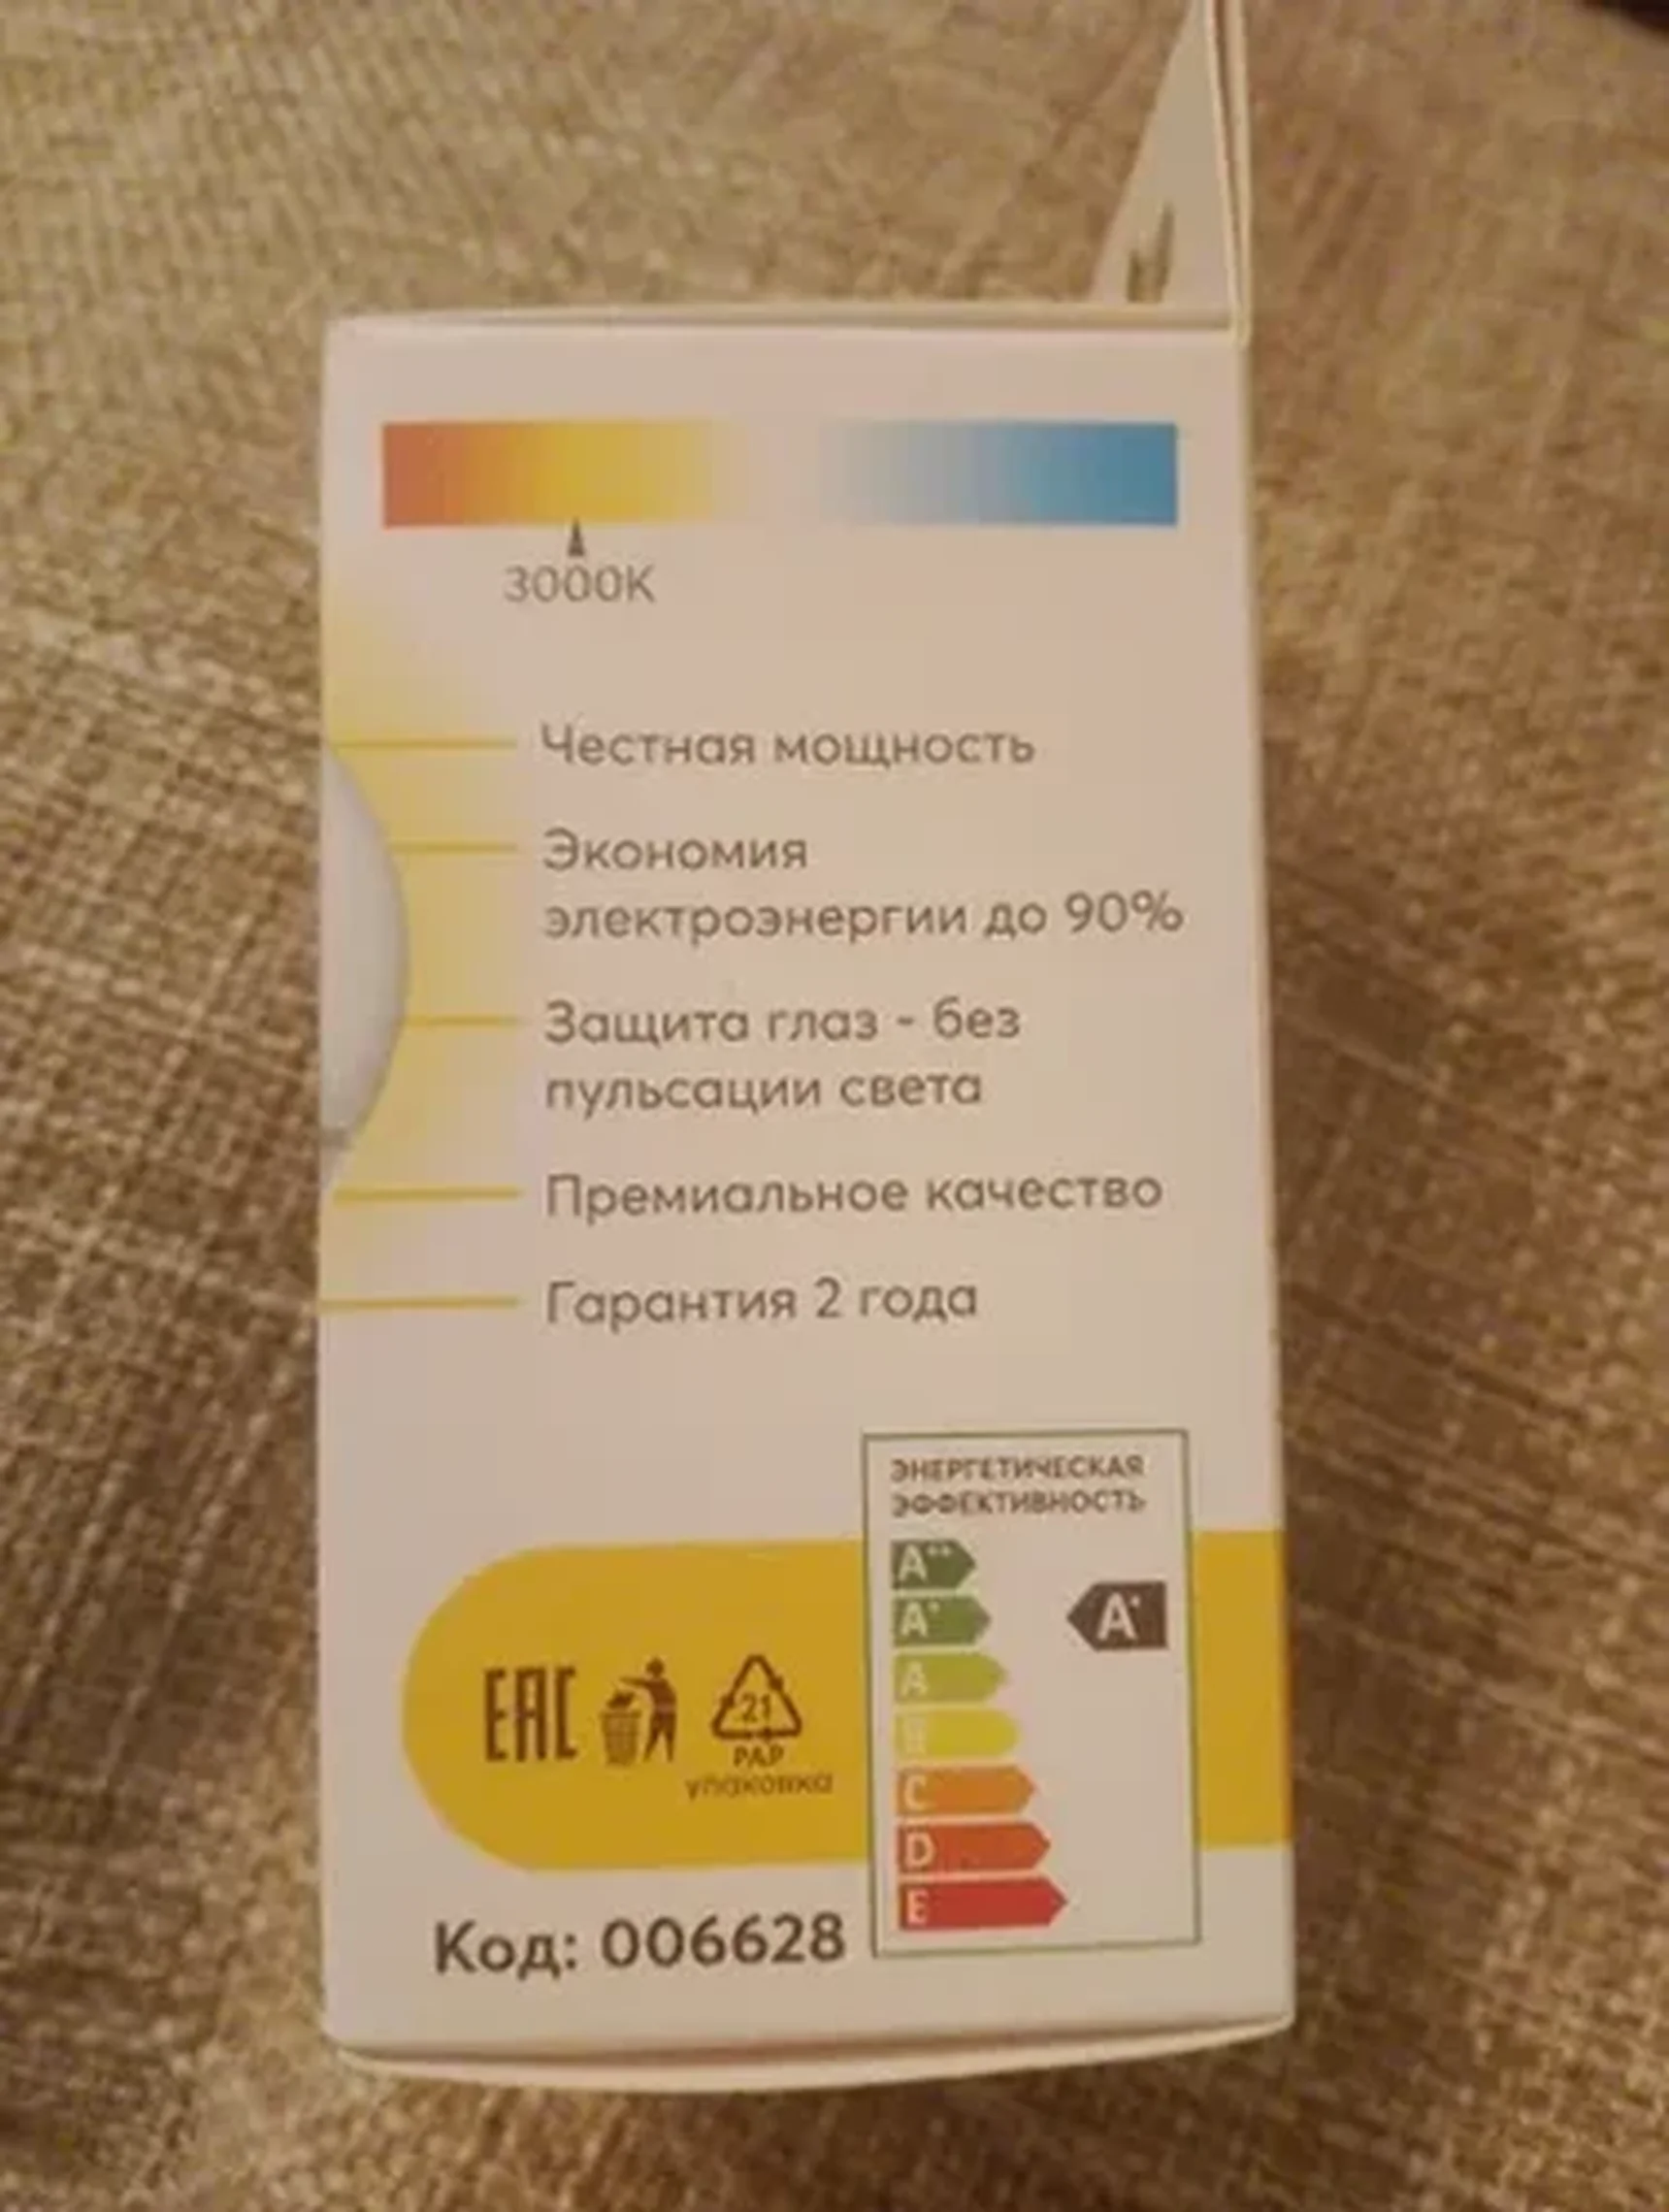 3000K
Честная мощность
Экономия
электроэнергии до 90%
Защита глаз - без
пульсации света
Премиальное качество
Гарантия 2 года
ЭНЕРГЕТИЧЕСКАЯ
ЭФФЕКТИВНОСТЬ
A++
A+
A+
A
B
C
D
E
EAC
21
PAP
упаковка
Код: 006628